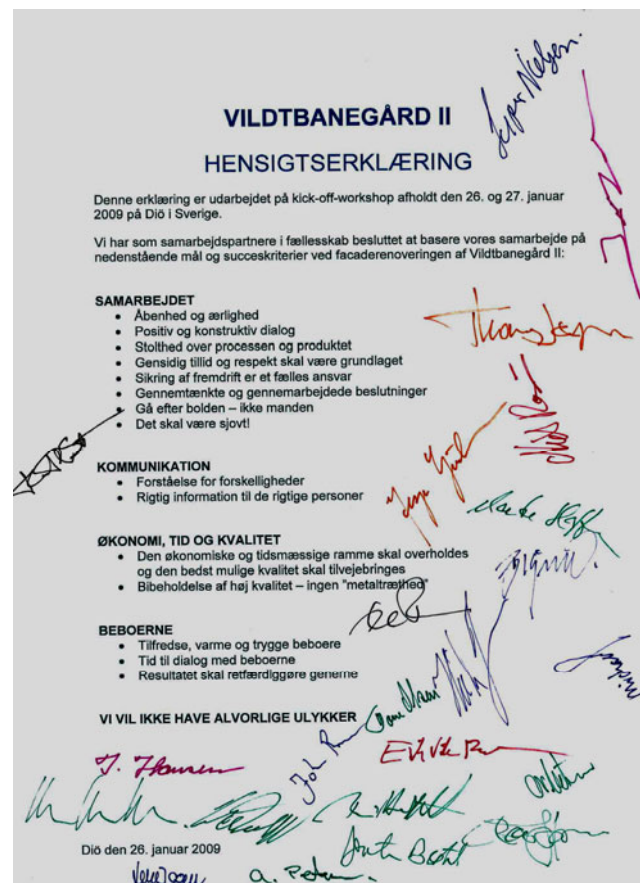 VILDTBANEGÅRD II
HENSIGTSERKLÆRING
Denne erklæring er udarbejdet på kick-off-workshop afholdt den 26. og 27. januar
2009 på Diö i Sverige.
Vi har som samarbejdspartnere i fællesskab besluttet at basere vores samarbejde på
nedenstående mål og succeskriterier ved facaderenoveringen af Vildtbanegård II:
SAMARBEJDET
• Åbenhed og ærlighed
• Positiv og konstruktiv dialog
• Stolthed over processen og produktet
• Gensidig tillid og respekt skal være grundlaget
• Sikring af fremdrift er et fælles ansvar
• Gennemtænkte og gennemarbejdede beslutninger
• Gå efter bolden – ikke manden
• Det skal være sjovt!
KOMMUNIKATION
• Forståelse for forskelligheder
• Rigtig information til de rigtige personer
ØKONOMI, TID OG KVALITET
• Den økonomiske og tidsmæssige ramme skal overholdes
og den bedst mulige kvalitet skal tilvejebringes
• Bibeholdelse af høj kvalitet – ingen "metaltræthed"
BEBOERNE
• Tilfredse, varme og trygge beboere
• Tid til dialog med beboerne
• Resultatet skal retfærdiggøre generne
VI VIL IKKE HAVE ALVORLIGE ULYKKER
Diö den 26. januar 2009
Jesper Nielsen.
J. Hansen